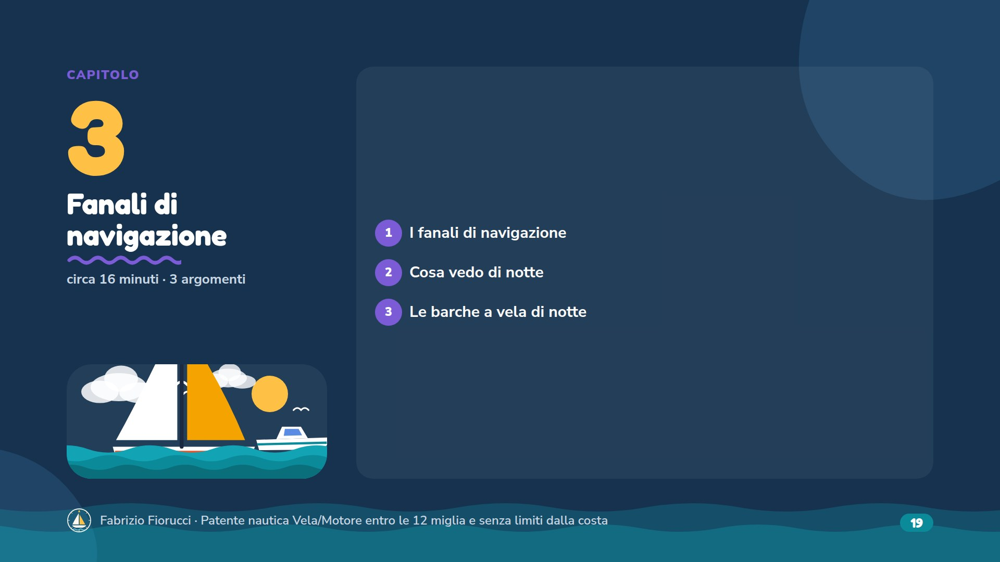 CAPITOLO
3
Fanali di
navigazione
circa 16 minuti · 3 argomenti
1 I fanali di navigazione
2 Cosa vedo di notte
3 Le barche a vela di notte
Fabrizio Fiorucci · Patente nautica Vela/Motore entro le 12 miglia e senza limiti dalla costa
19